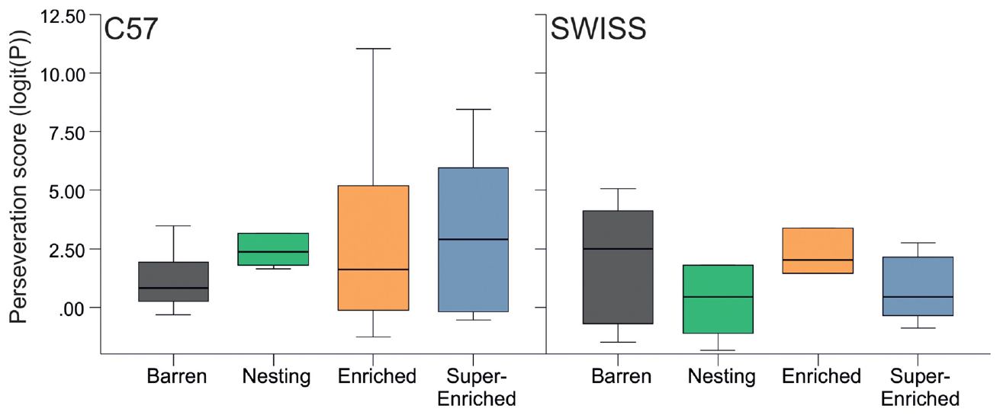 Perseveration score (logit(P))
12.50
10.00
7.50
5.00
2.50
.00
C57
SWISS
Barren
Nesting
Enriched
Super-
Enriched
Barren
Nesting
Enriched
Super-
Enriched